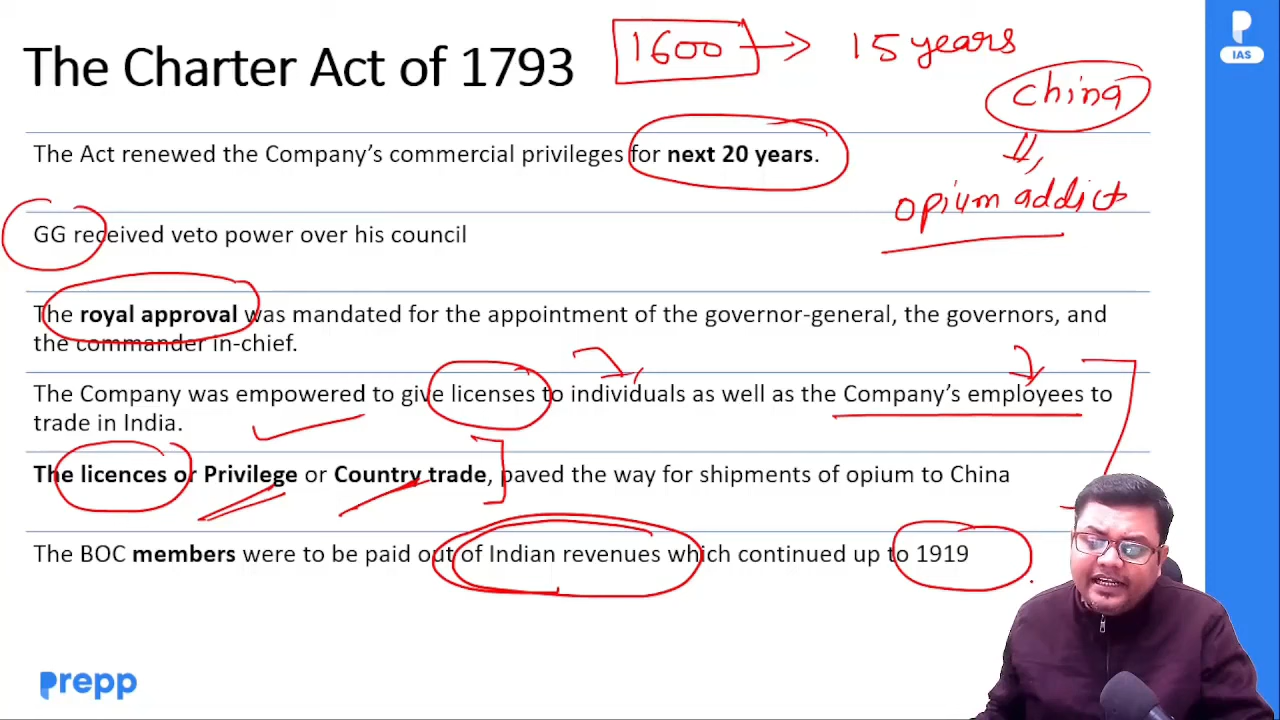 The Charter Act of 1793
1600 → 15 years
China
opium addict
The Act renewed the Company's commercial privileges for next 20 years.
GG received veto power over his council
The royal approval was mandated for the appointment of the governor-general, the governors, and
the commander in-chief.
The Company was empowered to give licenses to individuals as well as the Company's employees to
trade in India.
The licences or Privilege or Country trade, paved the way for shipments of opium to China
The BOC members were to be paid out of Indian revenues which continued up to 1919
prepp
IAS